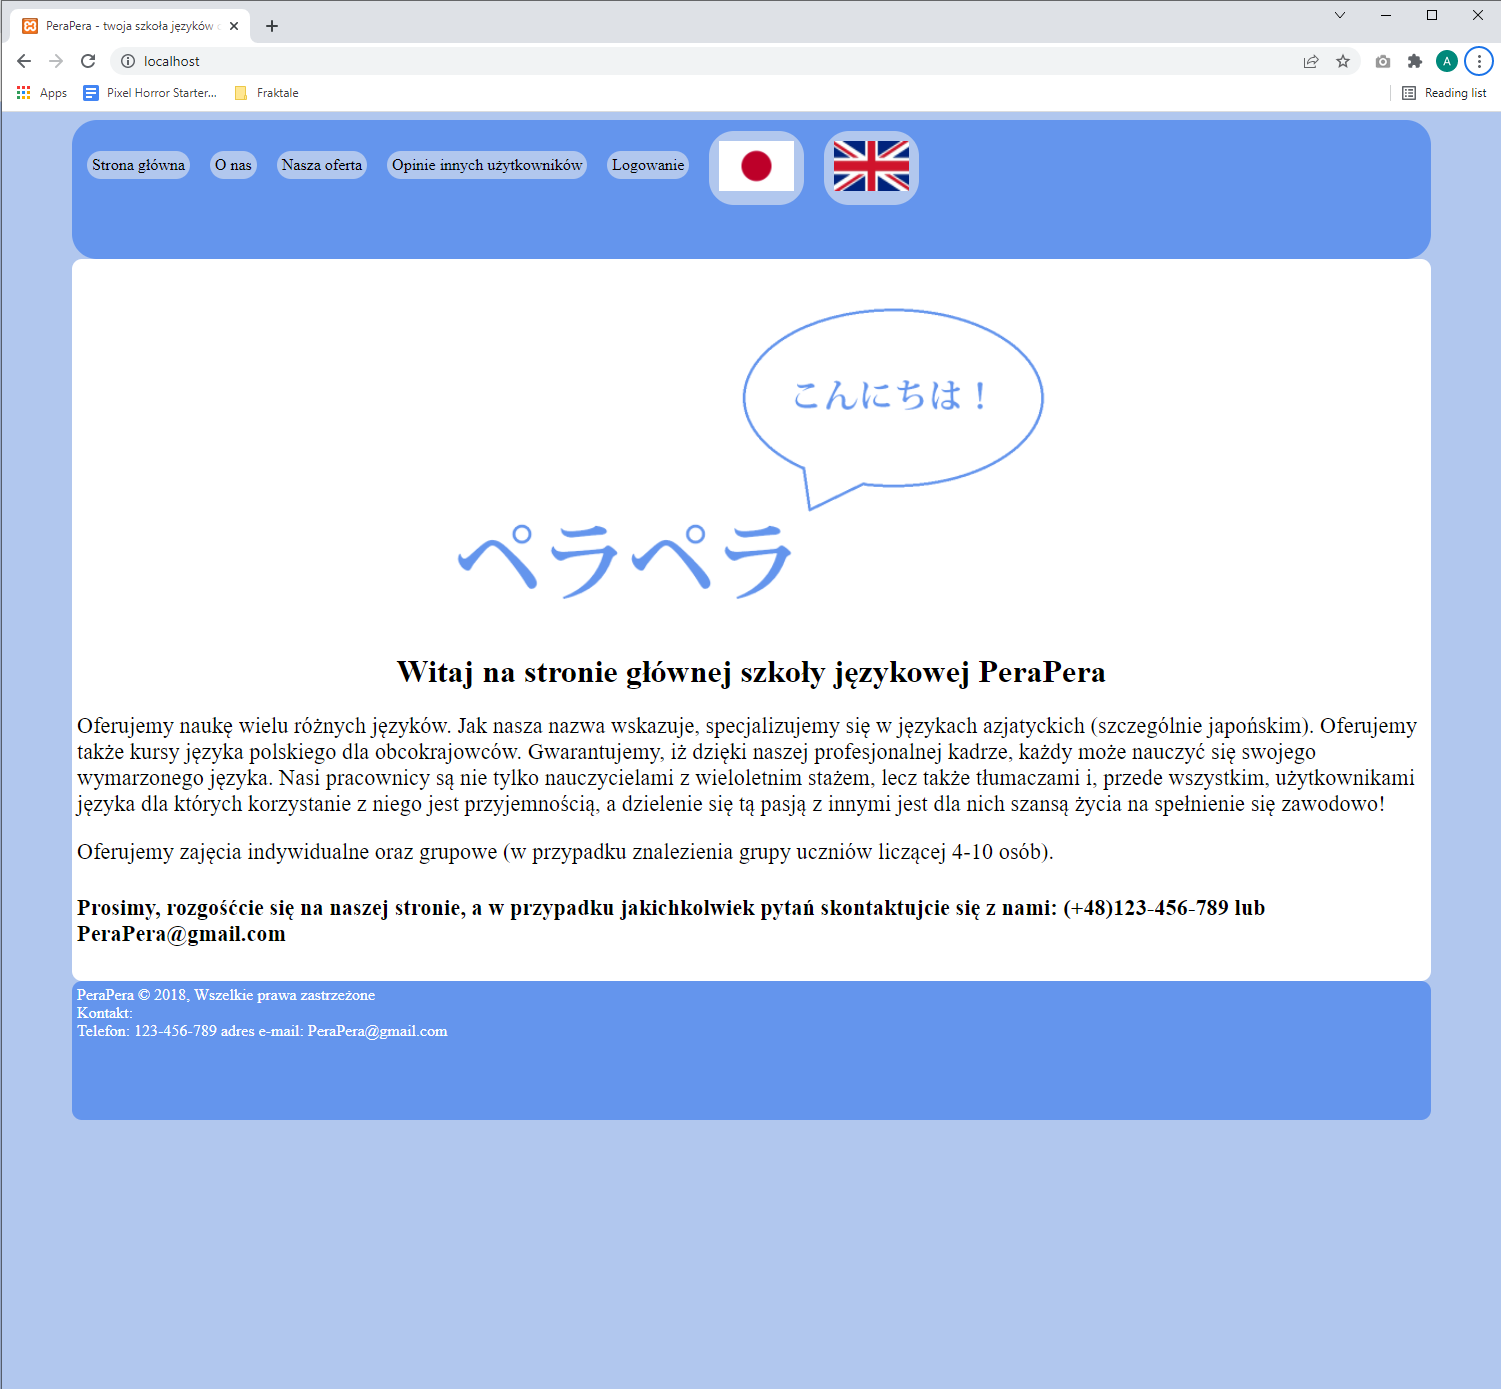 PeraPera - twoja szkoła języków
localhost
A
Apps
Pixel Horror Starter...
Fraktale
Reading list
Strona główna
O nas
Nasza oferta
Opinie innych użytkowników
Logowanie
こんにちは！
ペラペラ
Witaj na stronie głównej szkoły językowej PeraPera
Oferujemy naukę wielu różnych języków. Jak nasza nazwa wskazuje, specjalizujemy się w językach azjatyckich (szczególnie japońskim). Oferujemy
także kursy języka polskiego dla obcokrajowców. Gwarantujemy, iż dzięki naszej profesjonalnej kadrze, każdy może nauczyć się swojego
wymarzonego języka. Nasi pracownicy są nie tylko nauczycielami z wieloletnim stażem, lecz także tłumaczami i, przede wszystkim, użytkownikami
języka dla których korzystanie z niego jest przyjemnością, a dzielenie się tą pasją z innymi jest dla nich szansą życia na spełnienie się zawodowo!
Oferujemy zajęcia indywidualne oraz grupowe (w przypadku znalezienia grupy uczniów liczącej 4-10 osób).
Prosimy, rozgośćcie się na naszej stronie, a w przypadku jakichkolwiek pytań skontaktujcie się z nami: (+48)123-456-789 lub
PeraPera@gmail.com
PeraPera © 2018, Wszelkie prawa zastrzeżone
Kontakt:
Telefon: 123-456-789 adres e-mail: PeraPera@gmail.com